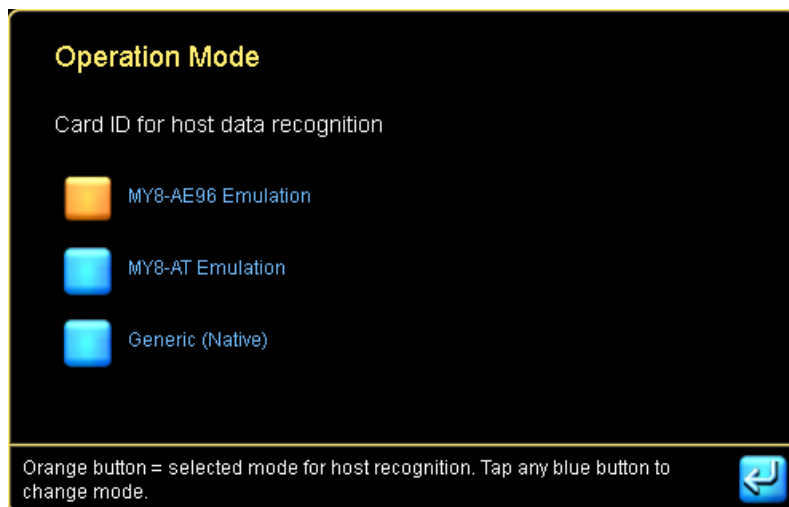 Operation Mode
Card ID for host data recognition
MY8-AE96 Emulation
MY8-AT Emulation
Generic (Native)
Orange button = selected mode for host recognition. Tap any blue button to
change mode.